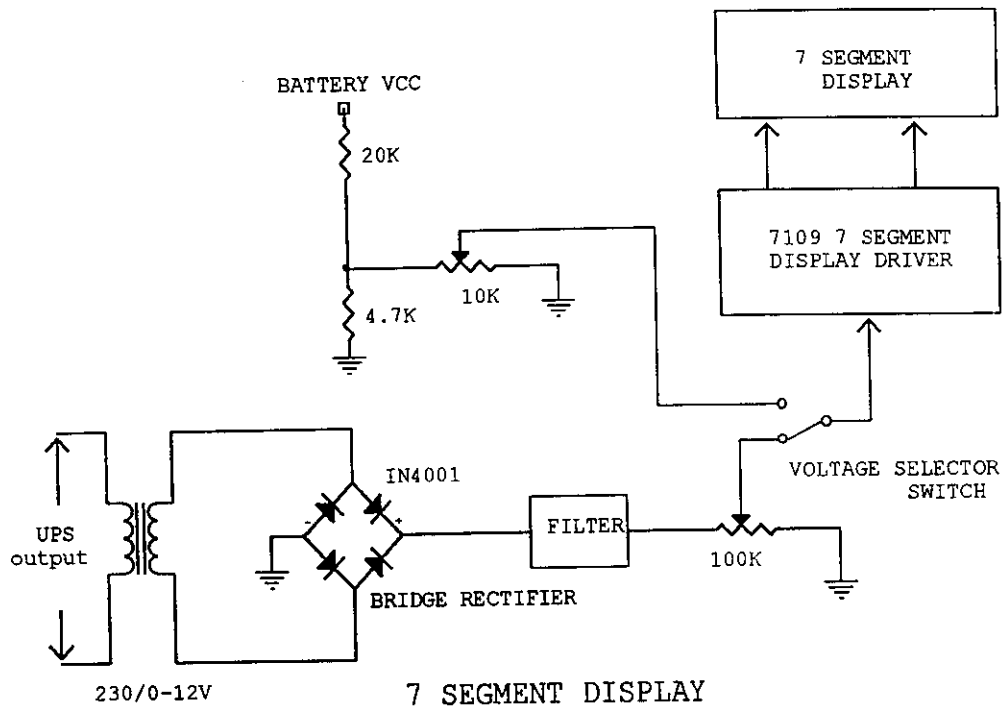 7 SEGMENT
DISPLAY
BATTERY VCC
20K
7109 7 SEGMENT
DISPLAY DRIVER
10K
4.7K
VOLTAGE SELECTOR
SWITCH
IN4001
UPS
output
- +
FILTER
100K
BRIDGE RECTIFIER
230/0-12V
7 SEGMENT DISPLAY